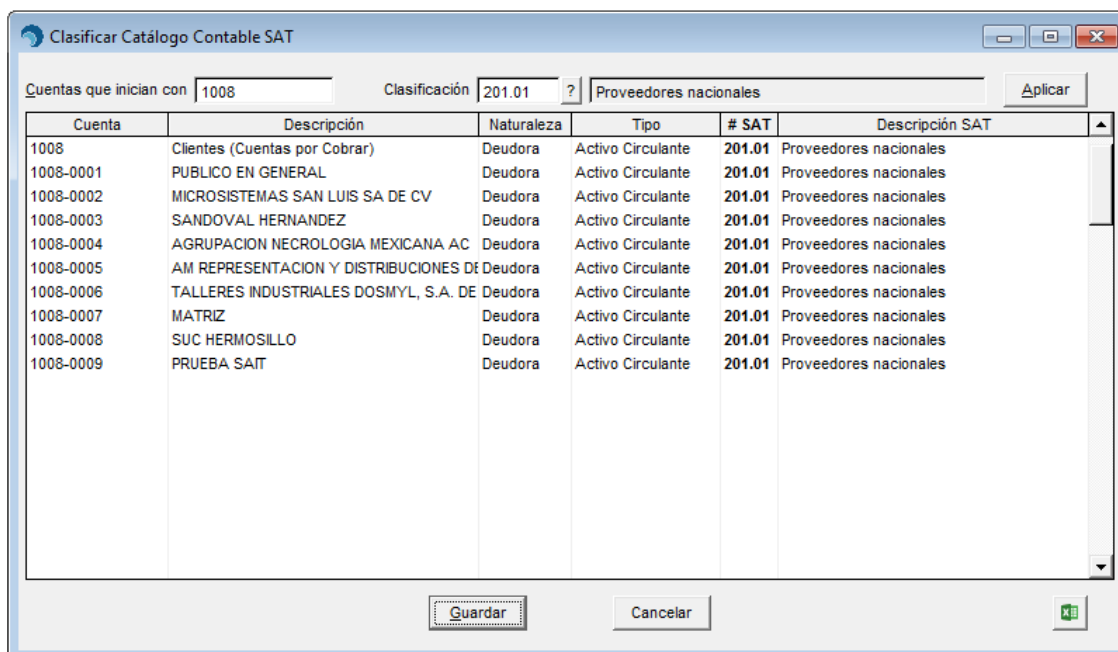 Clasificar Catálogo Contable SAT
Cuentas que inician con 1008 Clasificación 201.01 ? Proveedores nacionales Aplicar
Cuenta Descripción Naturaleza Tipo # SAT Descripción SAT
1008 Clientes (Cuentas por Cobrar) Deudora Activo Circulante 201.01 Proveedores nacionales
1008-0001 PUBLICO EN GENERAL Deudora Activo Circulante 201.01 Proveedores nacionales
1008-0002 MICROSISTEMAS SAN LUIS SA DE CV Deudora Activo Circulante 201.01 Proveedores nacionales
1008-0003 SANDOVAL HERNANDEZ Deudora Activo Circulante 201.01 Proveedores nacionales
1008-0004 AGRUPACION NECROLOGIA MEXICANA AC Deudora Activo Circulante 201.01 Proveedores nacionales
1008-0005 AM REPRESENTACION Y DISTRIBUCIONES DE Deudora Activo Circulante 201.01 Proveedores nacionales
1008-0006 TALLERES INDUSTRIALES DOSMYL, S.A. DE Deudora Activo Circulante 201.01 Proveedores nacionales
1008-0007 MATRIZ Deudora Activo Circulante 201.01 Proveedores nacionales
1008-0008 SUC HERMOSILLO Deudora Activo Circulante 201.01 Proveedores nacionales
1008-0009 PRUEBA SAIT Deudora Activo Circulante 201.01 Proveedores nacionales
Guardar Cancelar